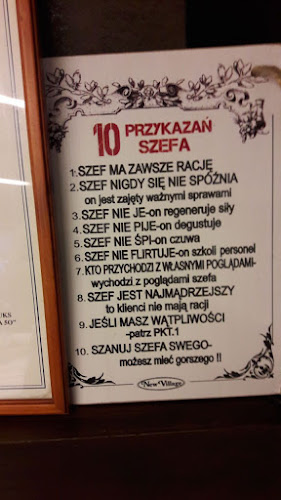 10 PRZYKAZAŃ
SZEFA
1. SZEF MA ZAWSZE RACJĘ
2. SZEF NIGDY SIĘ NIE SPÓŹNIA
on jest zajęty ważnymi sprawami
3. SZEF NIE JE-on regeneruje siły
4. SZEF NIE PIJE-on degustuje
5. SZEF NIE ŚPI-on czuwa
6. SZEF NIE FLIRTUJE-on szkoli personel
7. KTO PRZYCHODZI Z WŁASNYMI POGLĄDAMI-
wychodzi z poglądami szefa
8. SZEF JEST NAJMĄDRZEJSZY
to klienci nie mają racji
9. JEŚLI MASZ WĄTPLIWOŚCI
-patrz PKT.1
10. SZANUJ SZEFA SWEGO-
możesz mieć gorszego !!
New Village
UKS